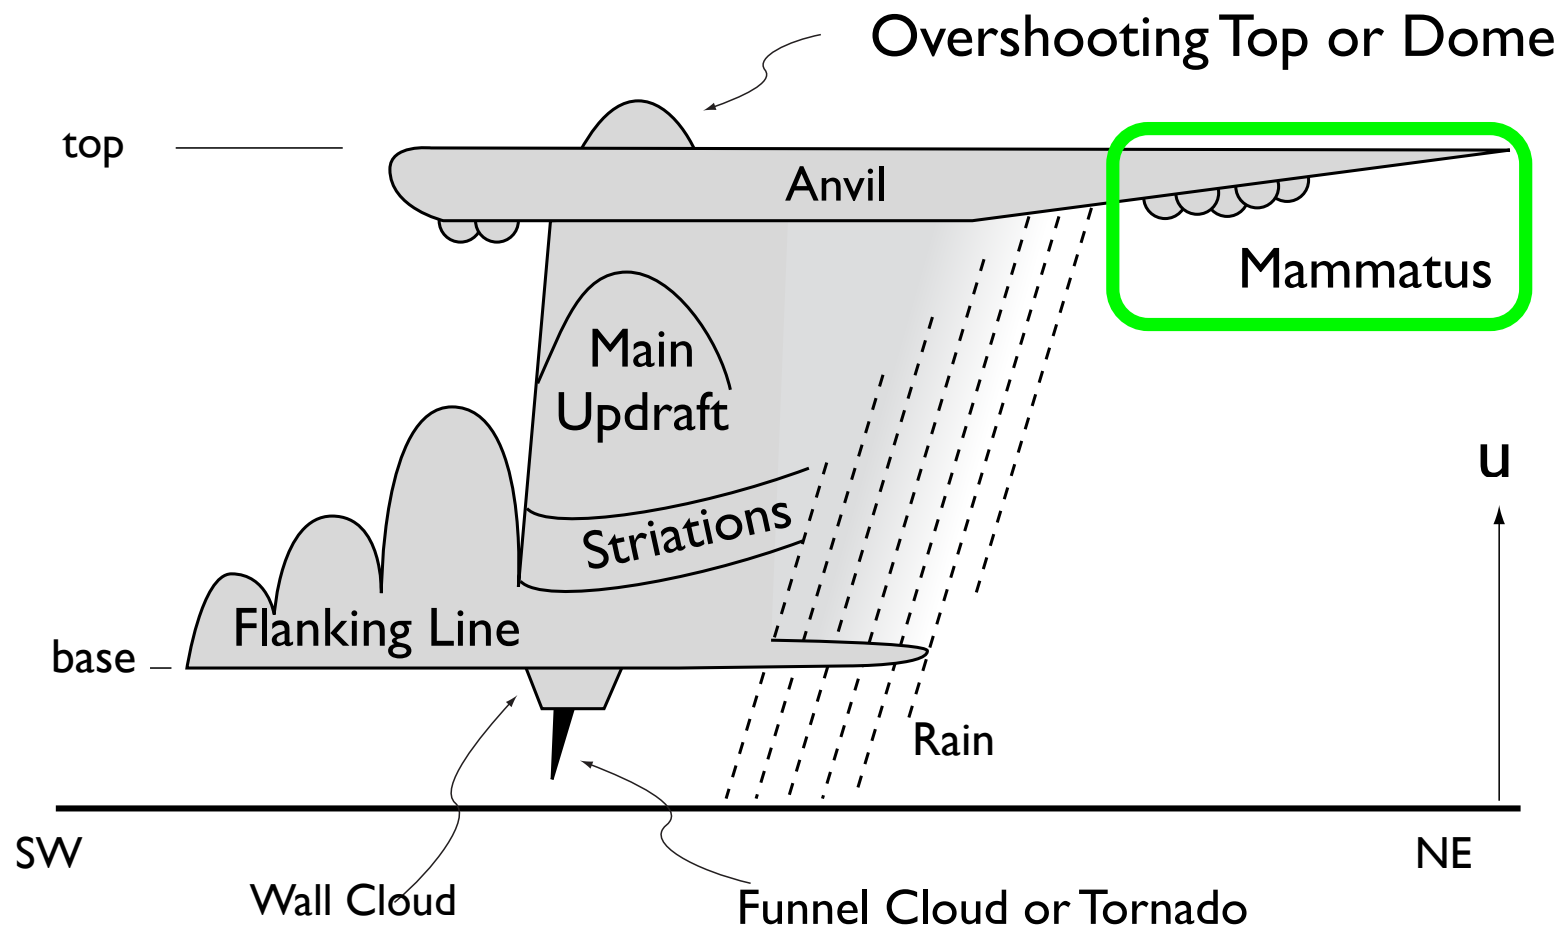 Overshooting Top or Dome
top
Anvil
Mammatus
Main
Updraft
u
Striations
Flanking Line
base
Rain
SW
NE
Wall Cloud
Funnel Cloud or Tornado